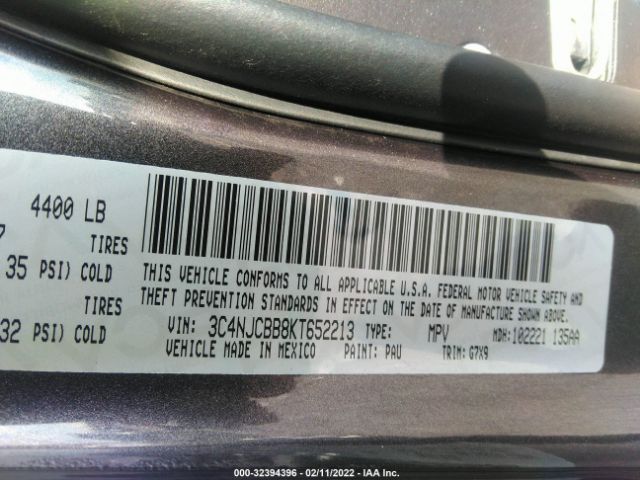 4400 LB
7 TIRES
35 PSI) COLD
TIRES
32 PSI) COLD
THIS VEHICLE CONFORMS TO ALL APPLICABLE U.S.A. FEDERAL MOTOR VEHICLE SAFETY AND
THEFT PREVENTION STANDARDS IN EFFECT ON THE DATE OF MANUFACTURE SHOWN ABOVE.
VIN: 3C4NJCBB8KT652213 TYPE: MPV MDH:102221 135AA
VEHICLE MADE IN MEXICO PAINT: PAU TRIM: G7X9
000-32394396 - 02/11/2022 - IAA Inc.